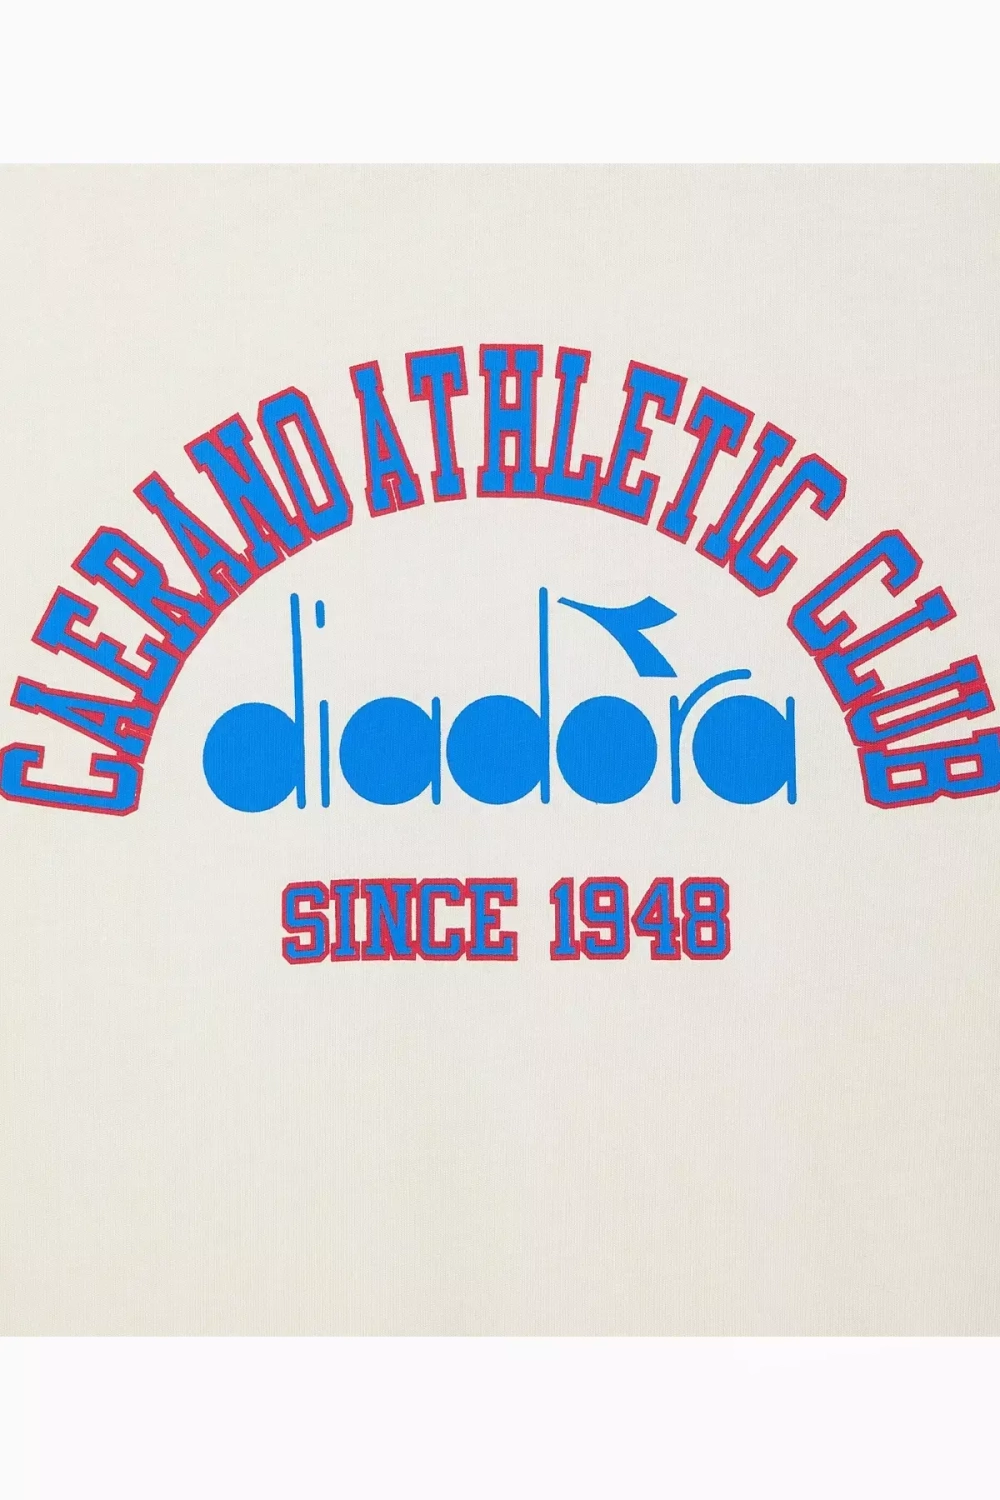 CAERANO ATHLETIC CLUB
diadora
SINCE 1948